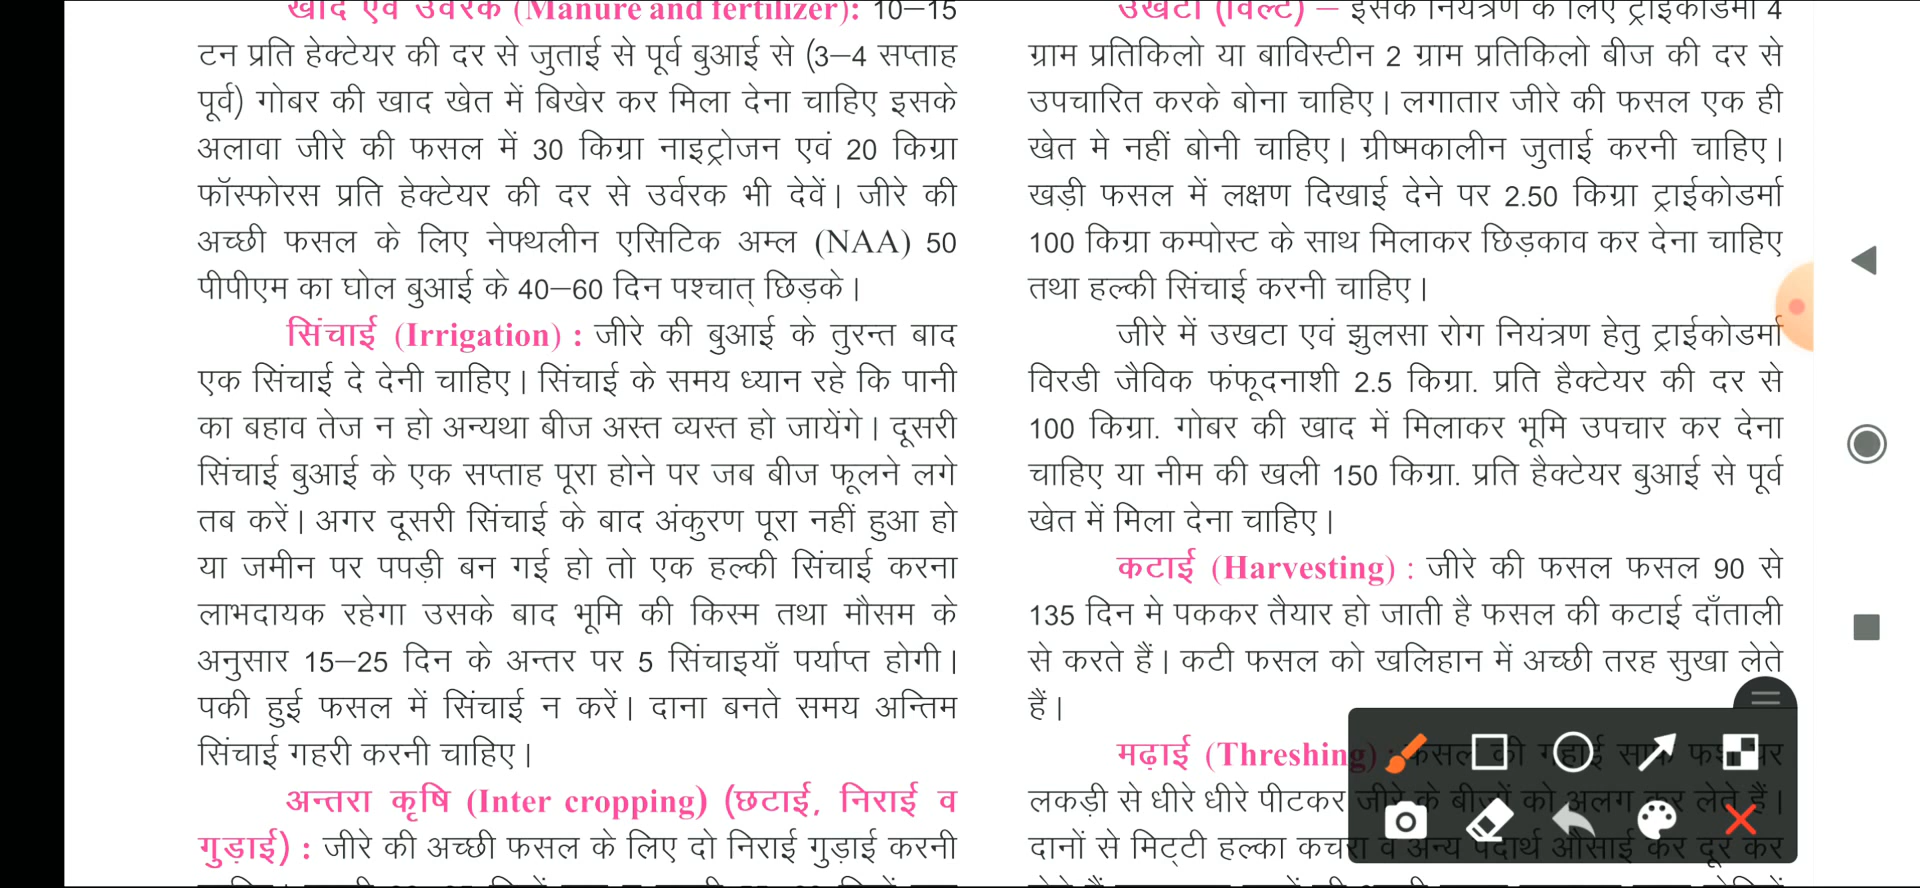 खाद एवं उर्वरक (Manure and fertilizer): 10–15
टन प्रति हेक्टेयर की दर से जुताई से पूर्व बुआई से (3–4 सप्ताह
पूर्व) गोबर की खाद खेत में बिखेर कर मिला देना चाहिए इसके
अलावा जीरे की फसल में 30 किग्रा नाइट्रोजन एवं 20 किग्रा
फॉस्फोरस प्रति हेक्टेयर की दर से उर्वरक भी देवें। जीरे की
अच्छी फसल के लिए नेफ्थलीन एसिटिक अम्ल (NAA) 50
पीपीएम का घोल बुआई के 40–60 दिन पश्चात् छिड़के।
सिंचाई (Irrigation) : जीरे की बुआई के तुरन्त बाद
एक सिंचाई दे देनी चाहिए। सिंचाई के समय ध्यान रहे कि पानी
का बहाव तेज न हो अन्यथा बीज अस्त व्यस्त हो जायेंगे। दूसरी
सिंचाई बुआई के एक सप्ताह पूरा होने पर जब बीज फूलने लगे
तब करें। अगर दूसरी सिंचाई के बाद अंकुरण पूरा नहीं हुआ हो
या जमीन पर पपड़ी बन गई हो तो एक हल्की सिंचाई करना
लाभदायक रहेगा उसके बाद भूमि की किस्म तथा मौसम के
अनुसार 15–25 दिन के अन्तर पर 5 सिंचाइयाँ पर्याप्त होगी।
पकी हुई फसल में सिंचाई न करें। दाना बनते समय अन्तिम
सिंचाई गहरी करनी चाहिए।
अन्तरा कृषि (Inter cropping) (छटाई, निराई व
गुड़ाई) : जीरे की अच्छी फसल के लिए दो निराई गुड़ाई करनी
उखटा (विल्ट) – इसके नियंत्रण के लिए ट्राइकोडर्मा 4
ग्राम प्रतिकिलो या बाविस्टीन 2 ग्राम प्रतिकिलो बीज की दर से
उपचारित करके बोना चाहिए। लगातार जीरे की फसल एक ही
खेत मे नहीं बोनी चाहिए। ग्रीष्मकालीन जुताई करनी चाहिए।
खड़ी फसल में लक्षण दिखाई देने पर 2.50 किग्रा ट्राईकोडर्मा
100 किग्रा कम्पोस्ट के साथ मिलाकर छिड़काव कर देना चाहिए
तथा हल्की सिंचाई करनी चाहिए।
जीरे में उखटा एवं झुलसा रोग नियंत्रण हेतु ट्राईकोडर्मा
विरडी जैविक फंफूदनाशी 2.5 किग्रा. प्रति हैक्टेयर की दर से
100 किग्रा. गोबर की खाद में मिलाकर भूमि उपचार कर देना
चाहिए या नीम की खली 150 किग्रा. प्रति हैक्टेयर बुआई से पूर्व
खेत में मिला देना चाहिए।
कटाई (Harvesting) : जीरे की फसल फसल 90 से
135 दिन मे पककर तैयार हो जाती है फसल की कटाई दाँताली
से करते हैं। कटी फसल को खलिहान में अच्छी तरह सुखा लेते
हैं।
मढ़ाई (Threshing) : फसल की गहाई साफ फर्श पर
लकड़ी से धीरे धीरे पीटकर जीरे के बीजों को अलग कर लेते हैं।
दानों से मिट्टी हल्का कचरा व अन्य पदार्थ औसाई कर दूर कर